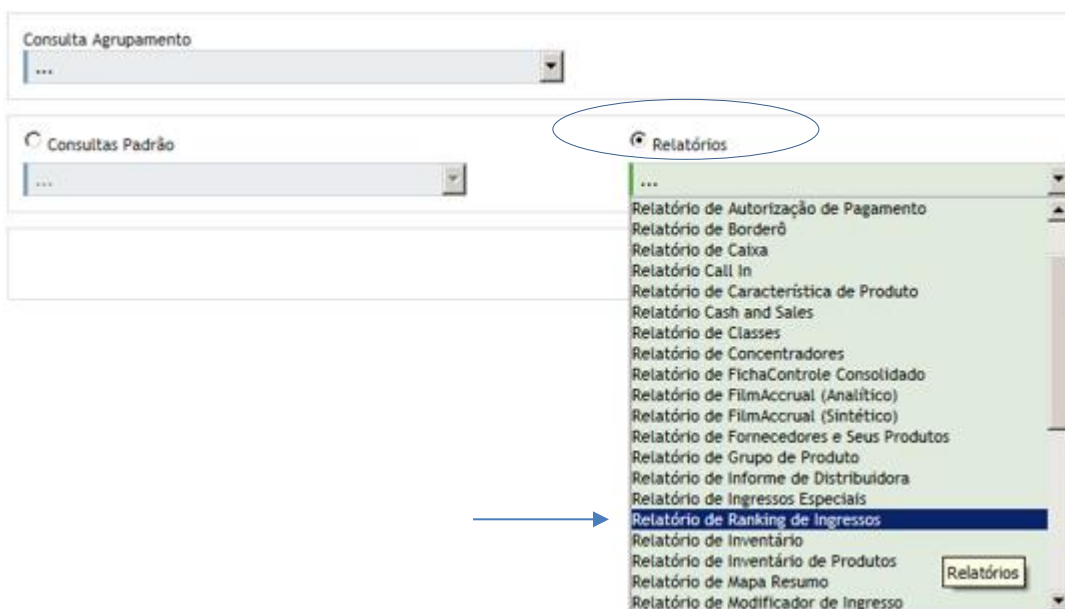 Consulta Agrupamento
...
Consultas Padrão
...
Relatórios
...
Relatório de Autorização de Pagamento
Relatório de Borderô
Relatório de Caixa
Relatório Call In
Relatório de Característica de Produto
Relatório Cash and Sales
Relatório de Classes
Relatório de Concentradores
Relatório de FichaControle Consolidado
Relatório de FilmAccrual (Analítico)
Relatório de FilmAccrual (Sintético)
Relatório de Fornecedores e Seus Produtos
Relatório de Grupo de Produto
Relatório de Informe de Distribuidora
Relatório de Ingressos Especiais
Relatório de Ranking de Ingressos
Relatório de Inventário
Relatório de Inventário de Produtos
Relatório de Mapa Resumo
Relatório de Modificador de Ingresso
Relatórios